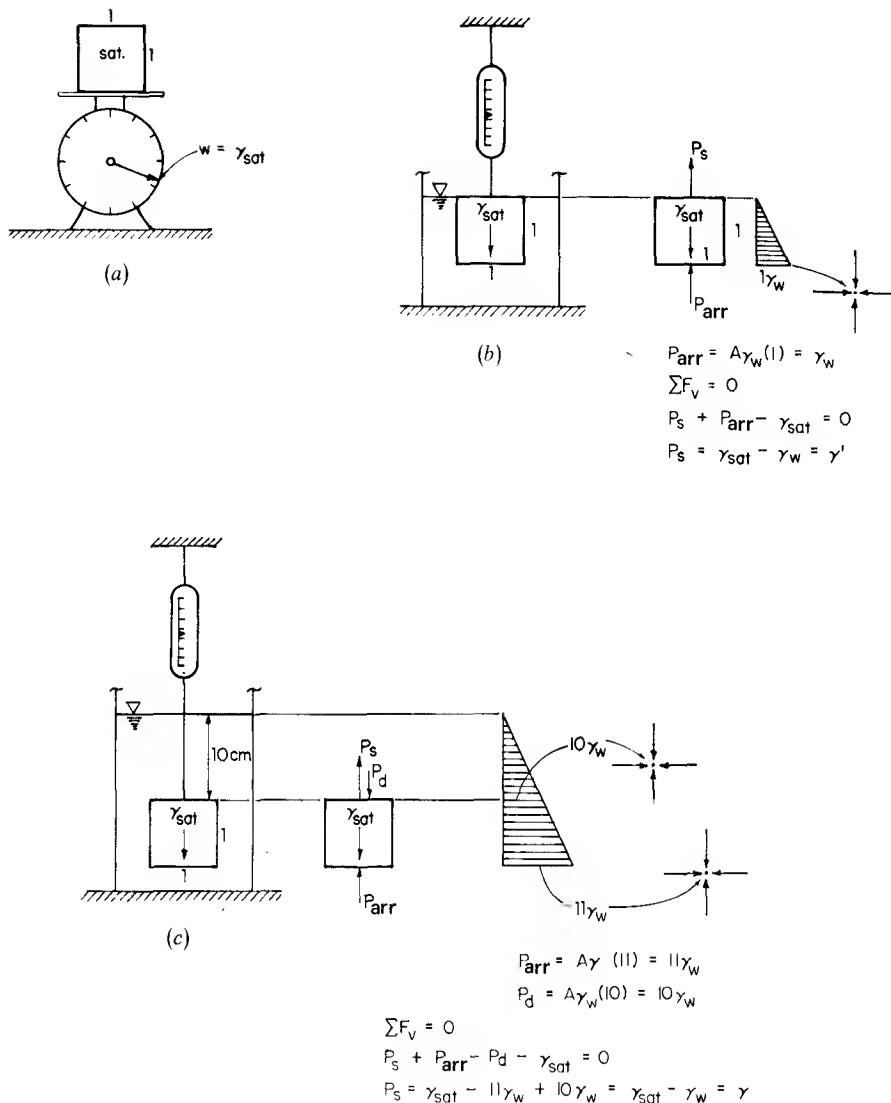 1
sat.
1
w = γsat
(a)
γsat
1
1
Ps
γsat
1
1
Parr
1γw
(b)
Parr = Aγw(1) = γw
ΣFv = 0
Ps + Parr – γsat = 0
Ps = γsat – γw = γ'
10cm
γsat
1
1
Ps
Pd
γsat
Parr
10γw
11γw
(c)
Parr = Aγ (11) = 11γw
Pd = Aγw(10) = 10γw
ΣFv = 0
Ps + Parr – Pd – γsat = 0
Ps = γsat – 11γw + 10γw = γsat – γw = γ